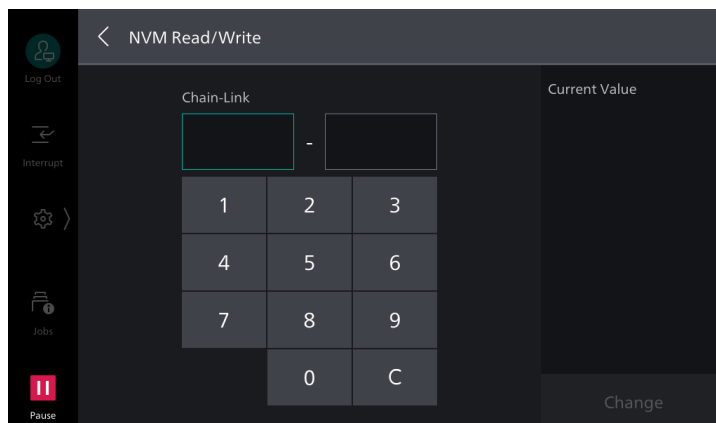 NVM Read/Write
Log Out
Interrupt
Jobs
Pause
Chain-Link
-
1 2 3
4 5 6
7 8 9
0 C
Current Value
Change